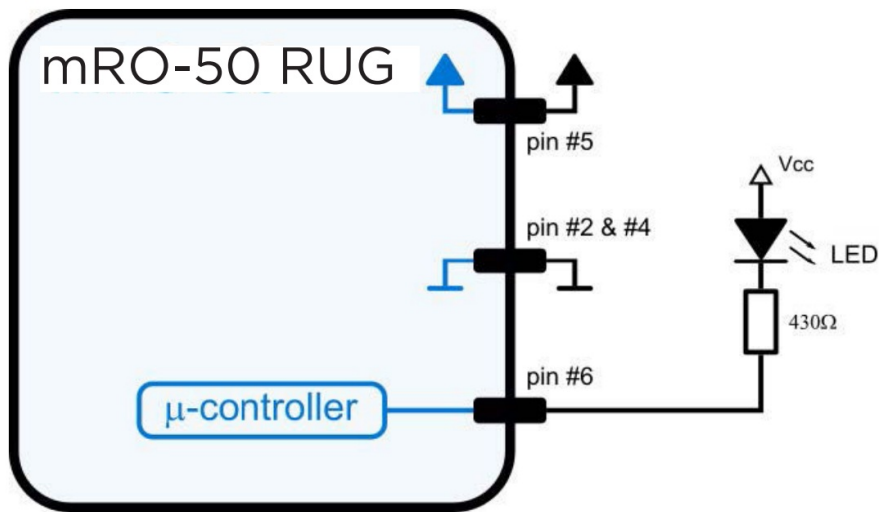 mRO-50 RUG
pin #5
Vcc
pin #2 & #4
LED
430Ω
pin #6
μ-controller